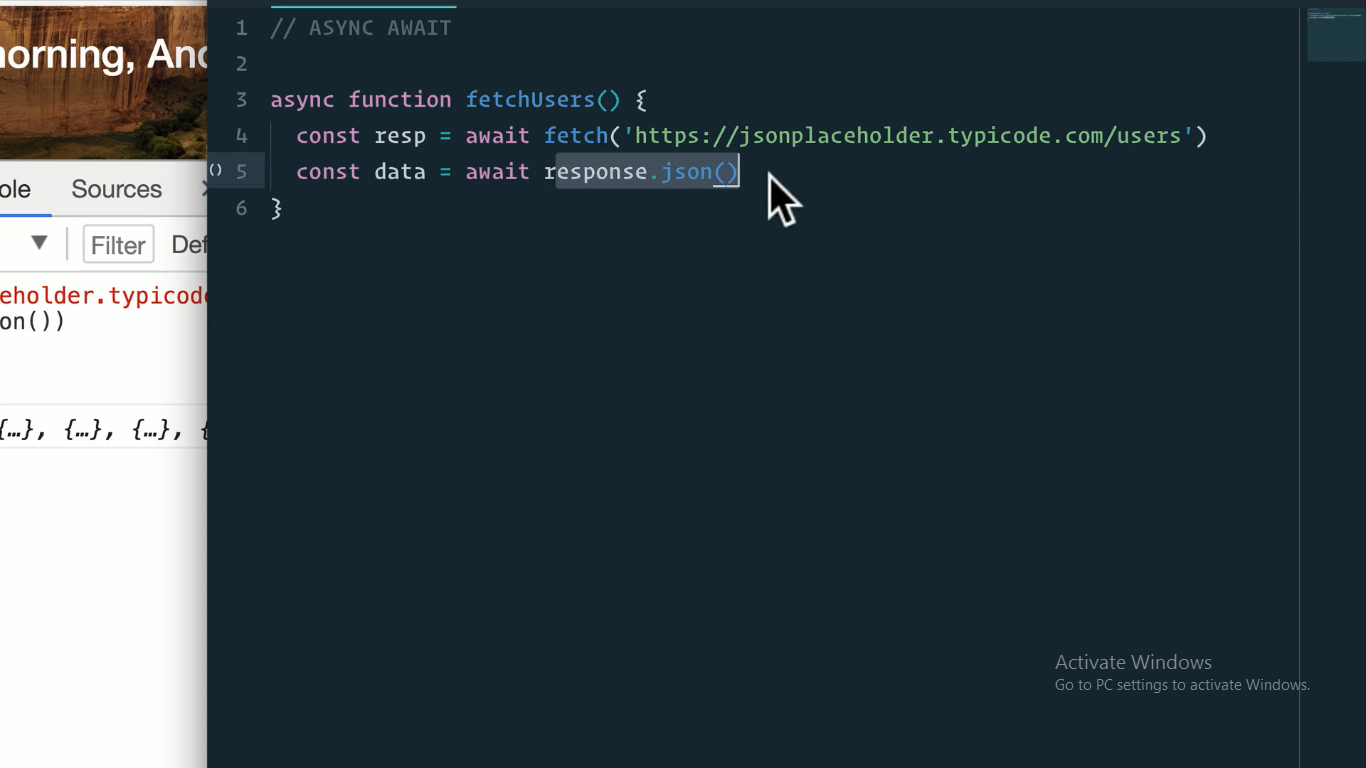 orning, And
ole Sources
Filter Def
eholder.typicode
on())
{…}, {…}, {…}, {
1 // ASYNC AWAIT
2
3 async function fetchUsers() {
4 const resp = await fetch('https://jsonplaceholder.typicode.com/users')
() 5 const data = await response.json()
6 }
Activate Windows
Go to PC settings to activate Windows.